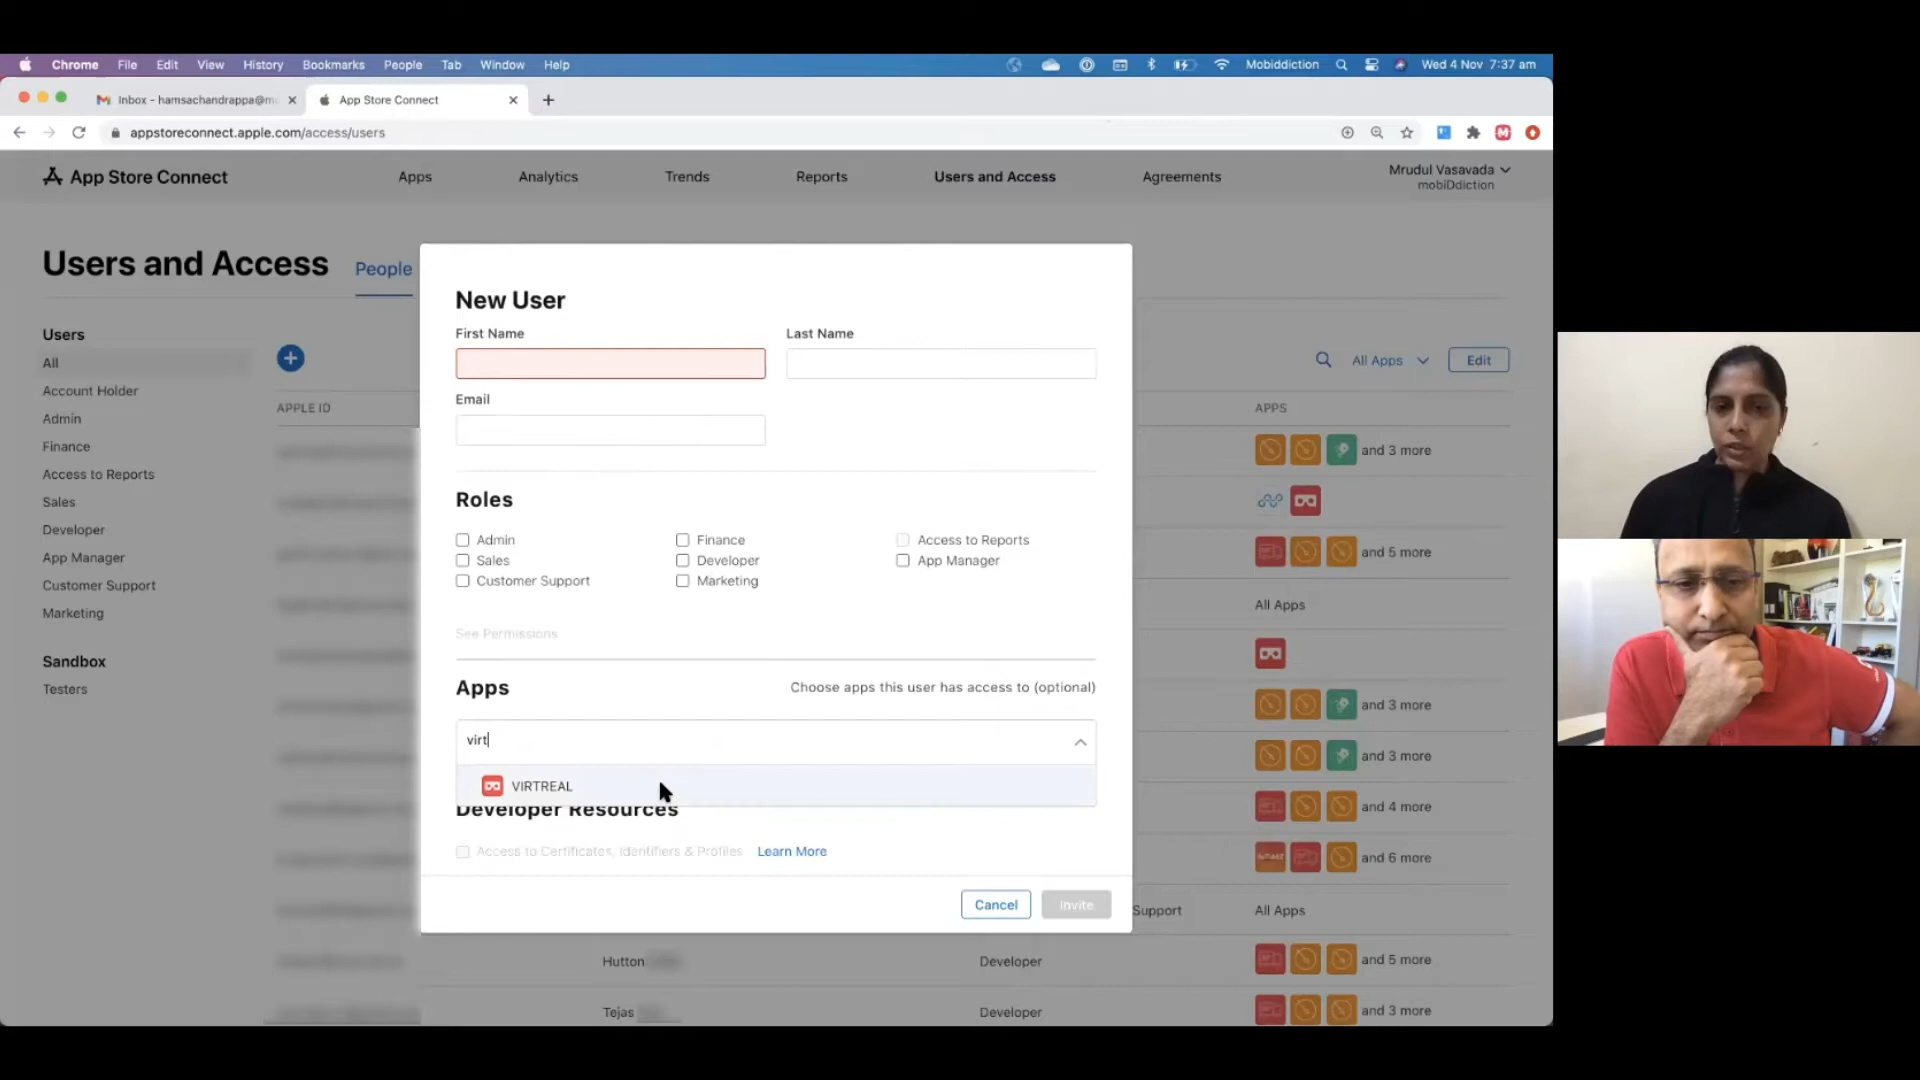 Chrome File Edit View History Bookmarks People Tab Window Help Mobiddiction Wed 4 Nov 7:37 am
Inbox - hamsachandrappa@m App Store Connect
appstoreconnect.apple.com/access/users
App Store Connect Apps Analytics Trends Reports Users and Access Agreements Mrudul Vasavada
mobiDdiction
Users and Access People
New User
First Name Last Name
Email
Users
All
Account Holder
Admin
Finance
Access to Reports
Sales
Developer
App Manager
Customer Support
Marketing
Sandbox
Testers
All Apps Edit
APPLE ID APPS
and 3 more
and 5 more
All Apps
and 3 more
and 3 more
and 4 more
and 6 more
Support All Apps
Hutton Developer and 5 more
Tejas Developer and 3 more
Roles
Admin Finance Access to Reports
Sales Developer App Manager
Customer Support Marketing
See Permissions
Apps Choose apps this user has access to (optional)
virt
VIRTREAL
Developer Resources
Access to Certificates, Identifiers & Profiles Learn More
Cancel Invite